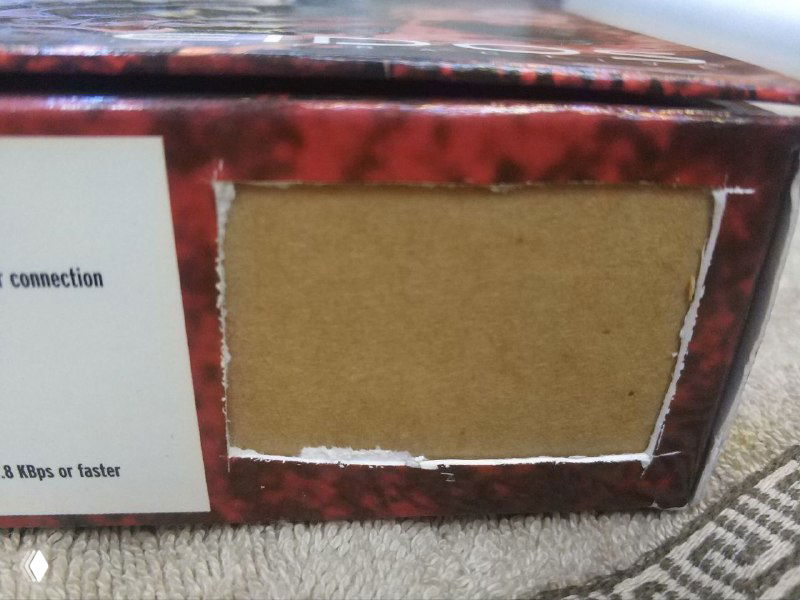 r connection
.8 KBps or faster